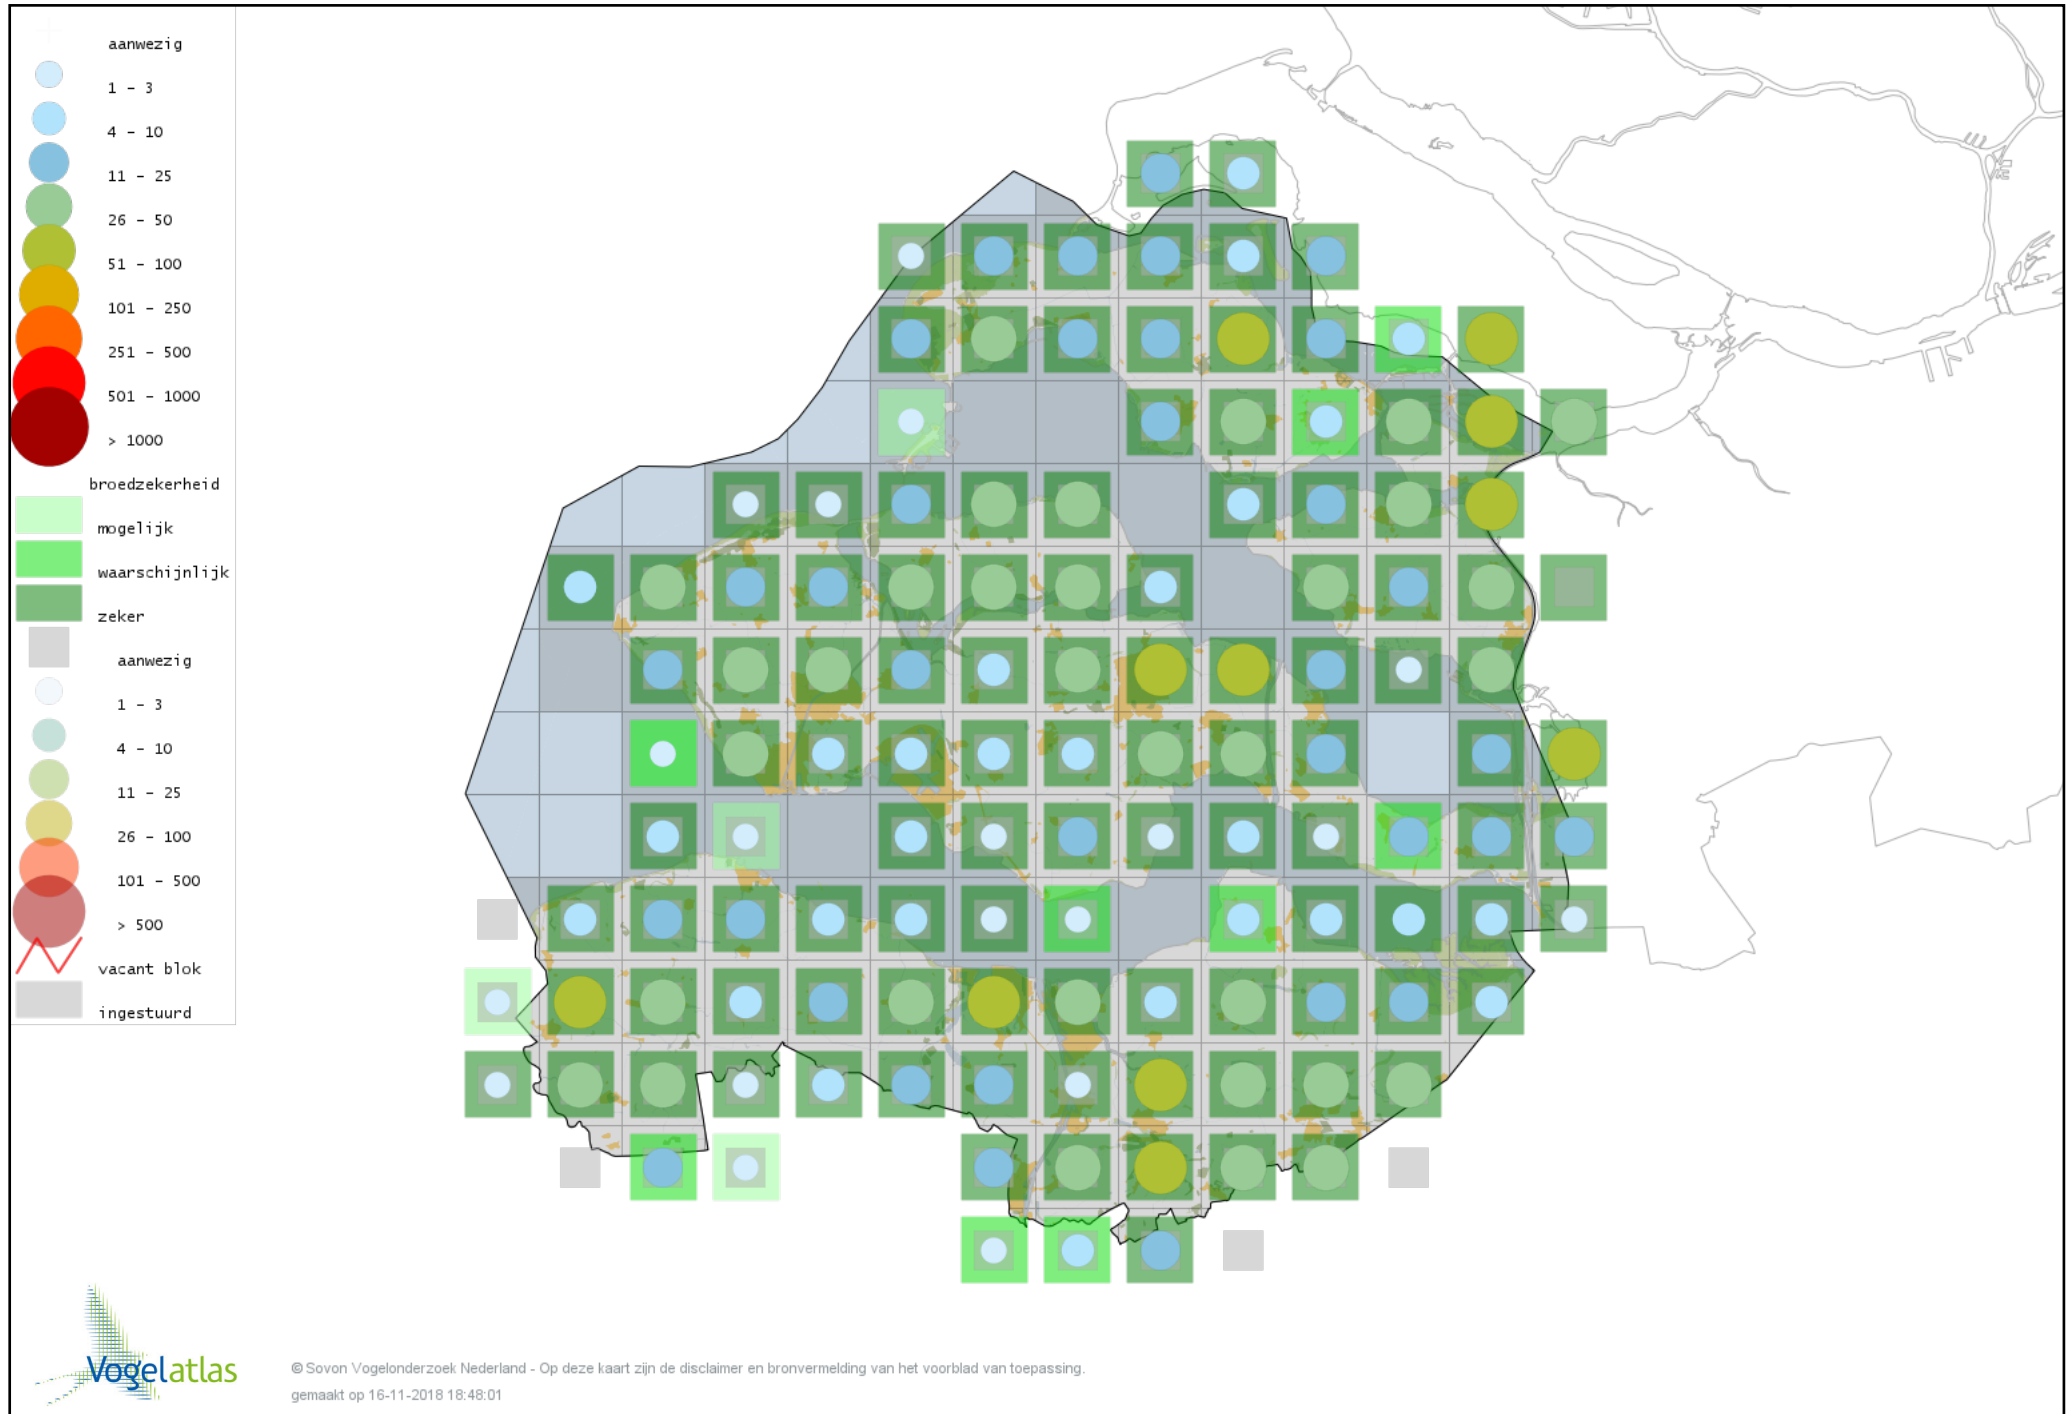 aanwezig
1 - 3
4 - 10
11 - 25
26 - 50
51 - 100
101 - 250
251 - 500
501 - 1000
> 1000
broedzekerheid
mogelijk
waarschijnlijk
zeker
aanwezig
1 - 3
4 - 10
11 - 25
26 - 100
101 - 500
> 500
vacant blok
ingestuurd
Vogelatlas
© Sovon Vogelonderzoek Nederland - Op deze kaart zijn de disclaimer en bronvermelding van het voorblad van toepassing.
gemaakt op 16-11-2018 18:48:01